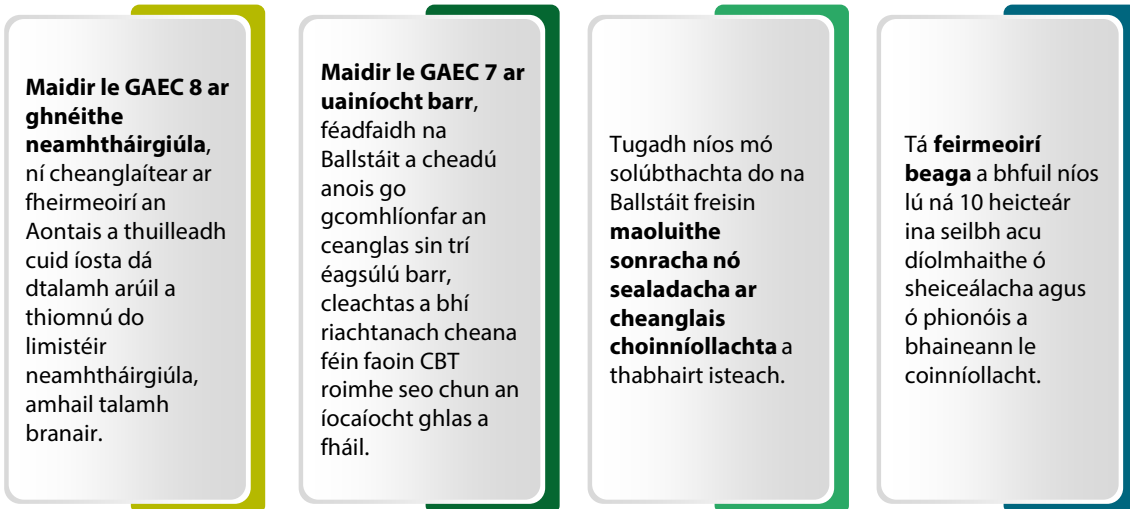 Maidir le GAEC 8 ar
ghnéithe
neamhtháirgiúla,
ní cheanglaítear ar
fheirmeoirí an
Aontais a thuilleadh
cuid íosta dá
dtalamh arúil a
thiomnú do
limistéir
neamhtháirgiúla,
amhail talamh
branair.
Maidir le GAEC 7 ar
uainíocht barr,
féadfaidh na
Ballstáit a cheadú
anois go
gcomhlíonfar an
ceanglas sin trí
éagsúlú barr,
cleachtas a bhí
riachtanach cheana
féin faoin CBT
roimhe seo chun an
íocaíocht ghlas a
fháil.
Tugadh níos mó
solúbthachta do na
Ballstáit freisin
maoluithe
sonracha nó
sealadacha ar
cheanglais
choinníollachta a
thabhairt isteach.
Tá feirmeoirí
beaga a bhfuil níos
lú ná 10 heicteár
ina seilbh acu
díolmhaithe ó
sheiceálacha agus
ó phionóis a
bhaineann le
coinníollacht.